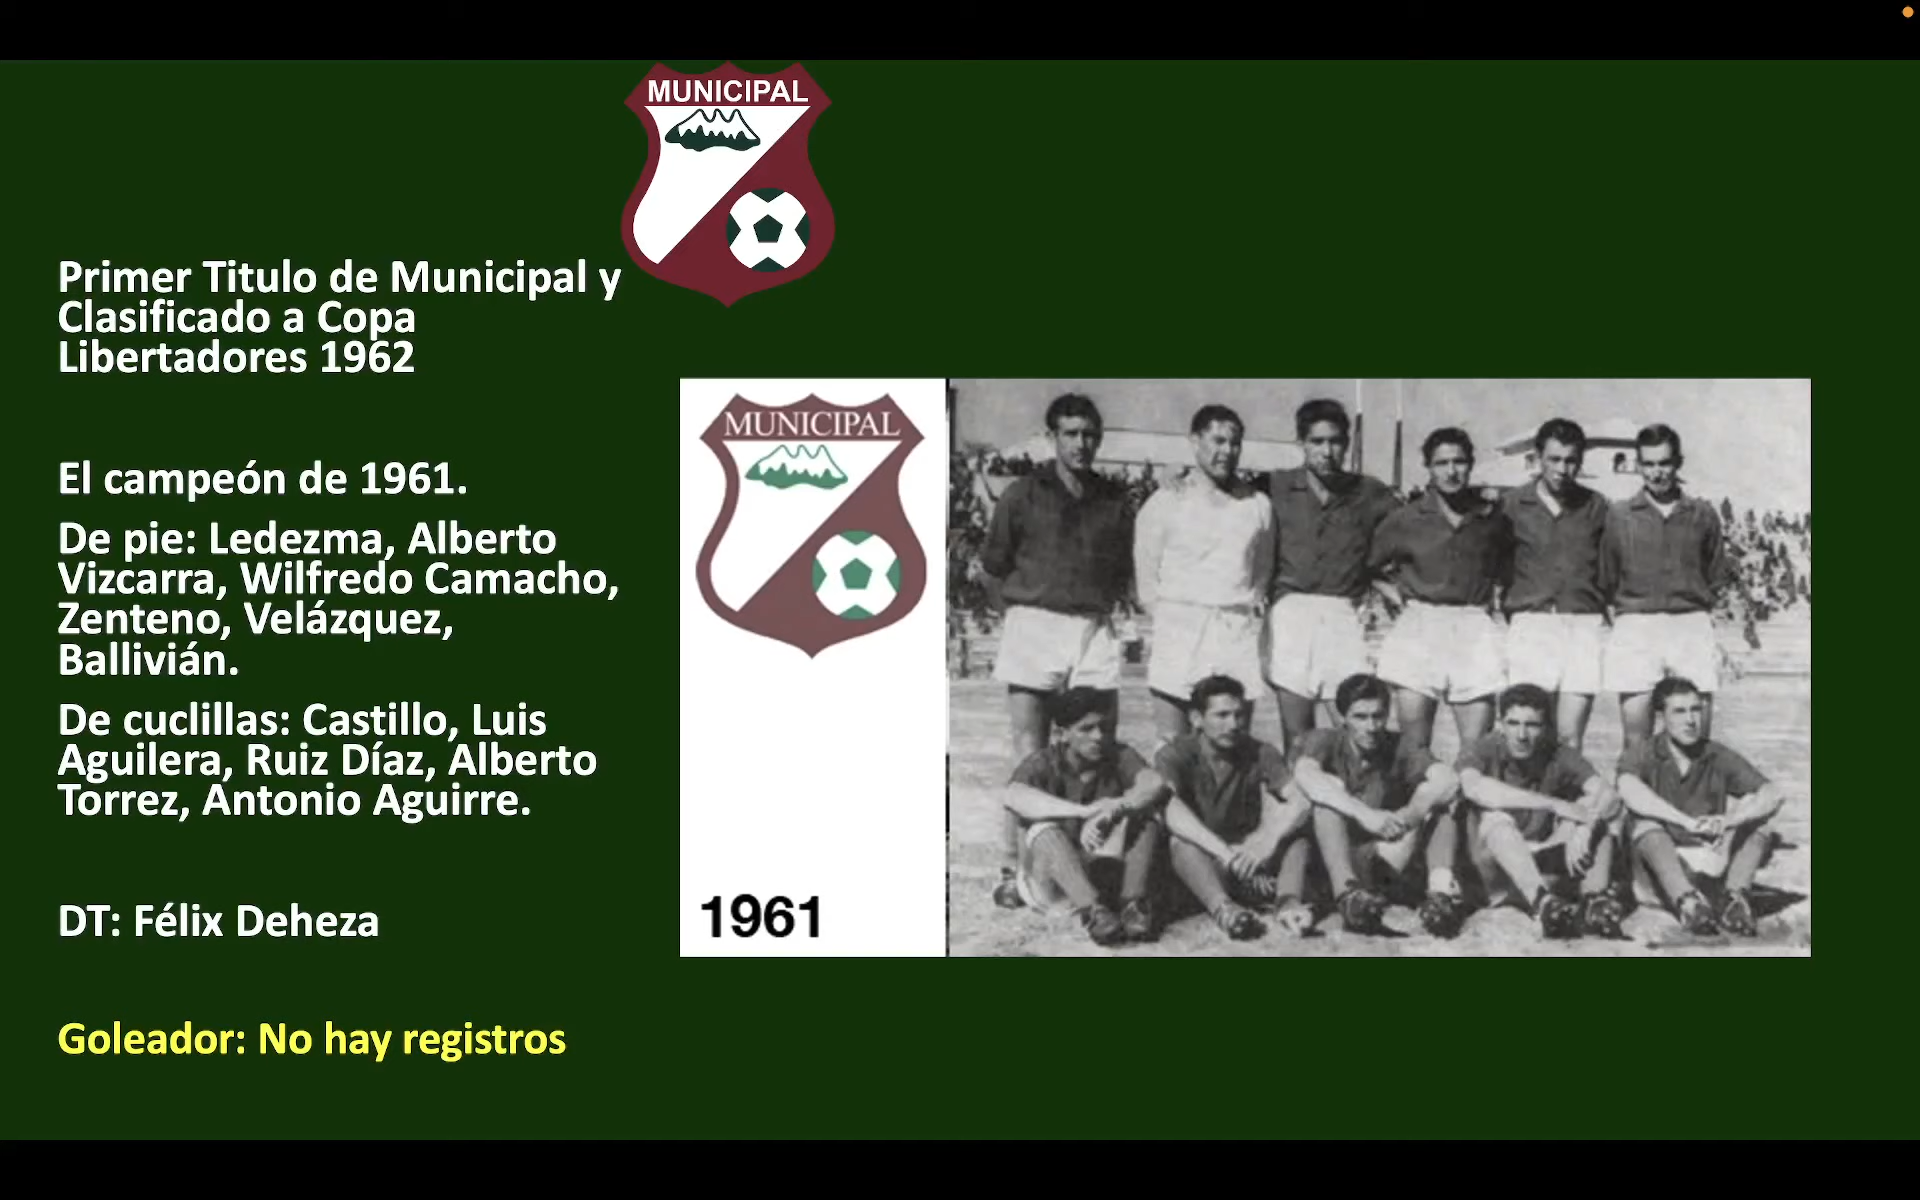 MUNICIPAL
Primer Titulo de Municipal y
Clasificado a Copa
Libertadores 1962
El campeón de 1961.
De pie: Ledezma, Alberto
Vizcarra, Wilfredo Camacho,
Zenteno, Velázquez,
Ballivián.
De cuclillas: Castillo, Luis
Aguilera, Ruiz Díaz, Alberto
Torrez, Antonio Aguirre.
DT: Félix Deheza
Goleador: No hay registros
MUNICIPAL
1961